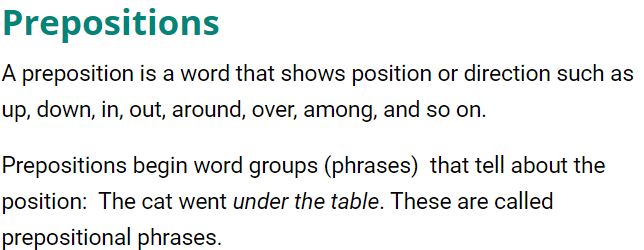 Prepositions
A preposition is a word that shows position or direction such as
up, down, in, out, around, over, among, and so on.
Prepositions begin word groups (phrases)  that tell about the
position:  The cat went under the table. These are called
prepositional phrases.